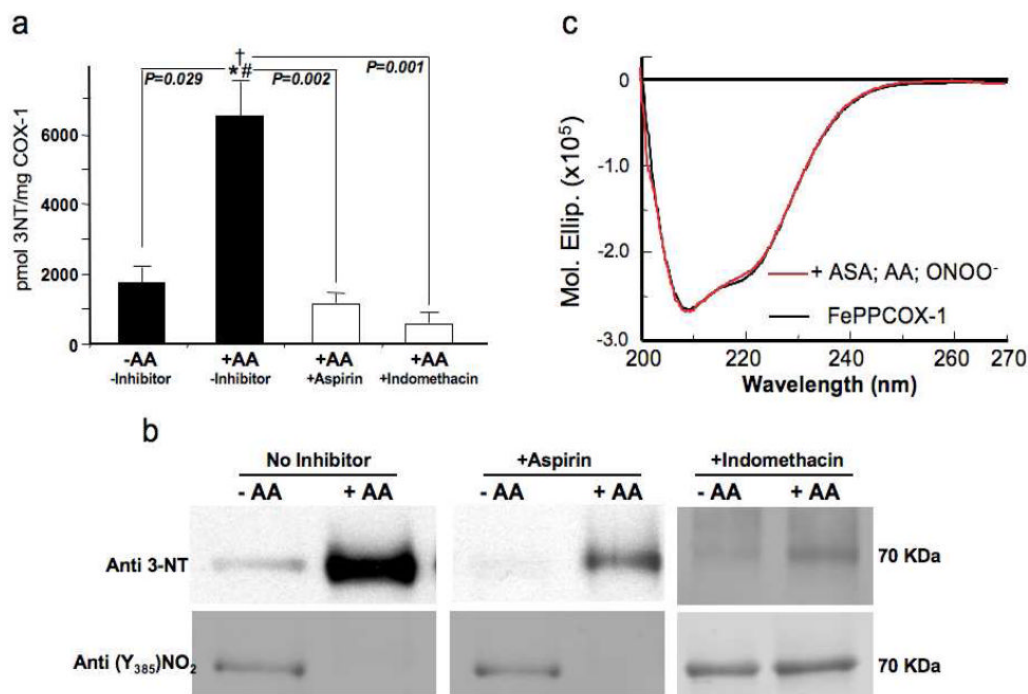 a
pmol 3NT/mg COX-1
6000
4000
2000
0
P=0.029
†
*#
P=0.002
P=0.001
-AA +AA +AA +AA
-Inhibitor -Inhibitor +Aspirin +Indomethacin
c
Mol. Ellip. (x10⁵)
0
-1.0
-2.0
-3.0
+ ASA; AA; ONOO⁻
FePPCOX-1
200 220 240 260 270
Wavelength (nm)
b
No Inhibitor +Aspirin +Indomethacin
- AA + AA - AA + AA - AA + AA
Anti 3-NT 70 KDa
Anti (Y₃₈₅)NO₂ 70 KDa